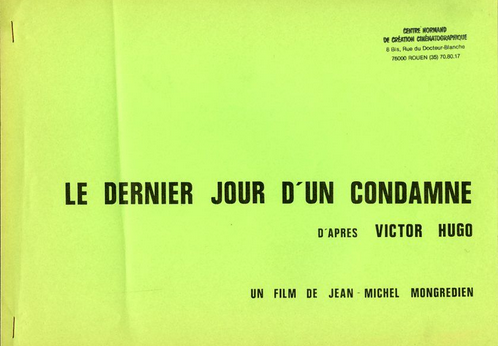 CENTRE NORMAND
DE CRÉATION CINÉMATOGRAPHIQUE
6 Bis, Rue du Docteur-Blanche
76000 ROUEN (35) 70.80.17
LE DERNIER JOUR D'UN CONDAMNE
D'APRES VICTOR HUGO
UN FILM DE JEAN-MICHEL MONGREDIEN